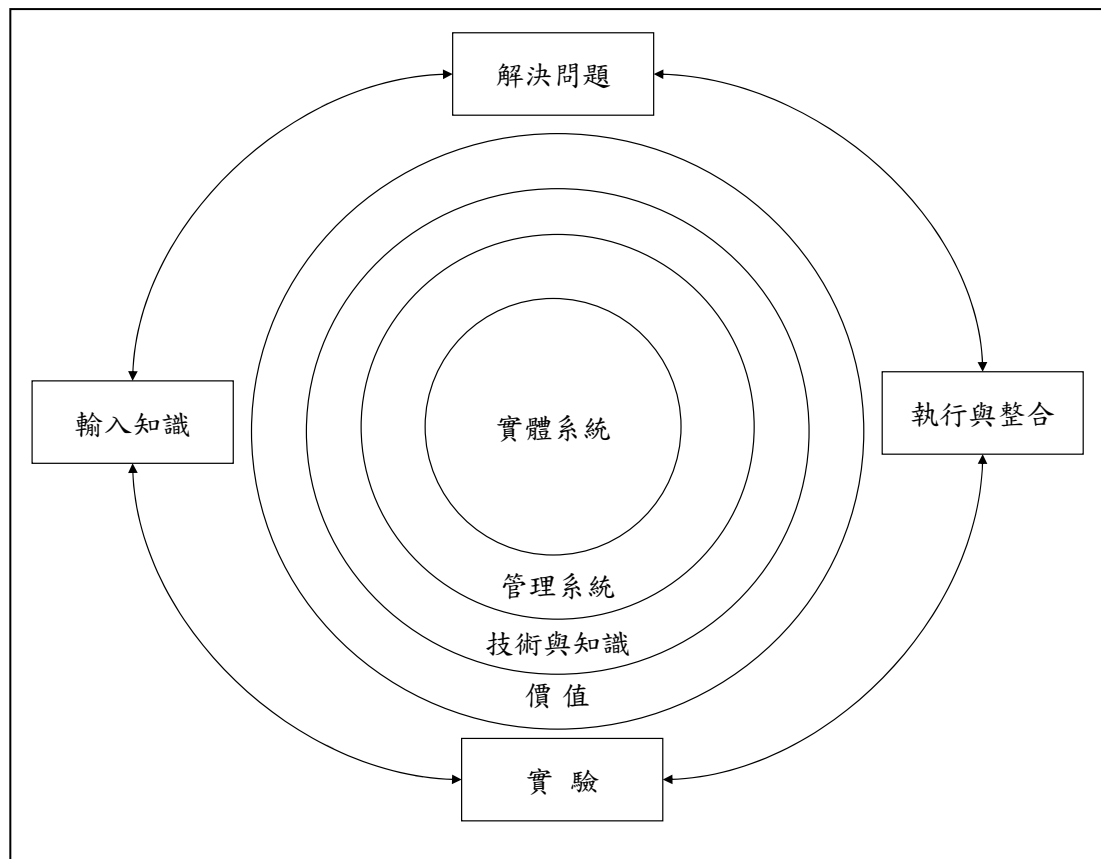 解決問題
輸入知識
實體系統
執行與整合
管理系統
技術與知識
價 值
實 驗